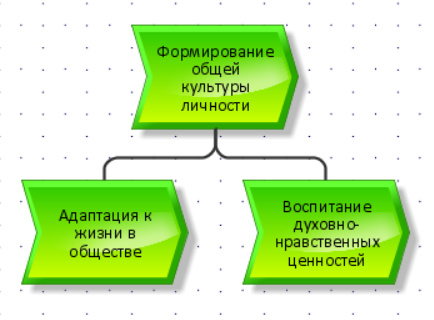 Формирование
общей
культуры
личности
Адаптация к
жизни в
обществе
Воспитание
духовно-
нравственных
ценностей